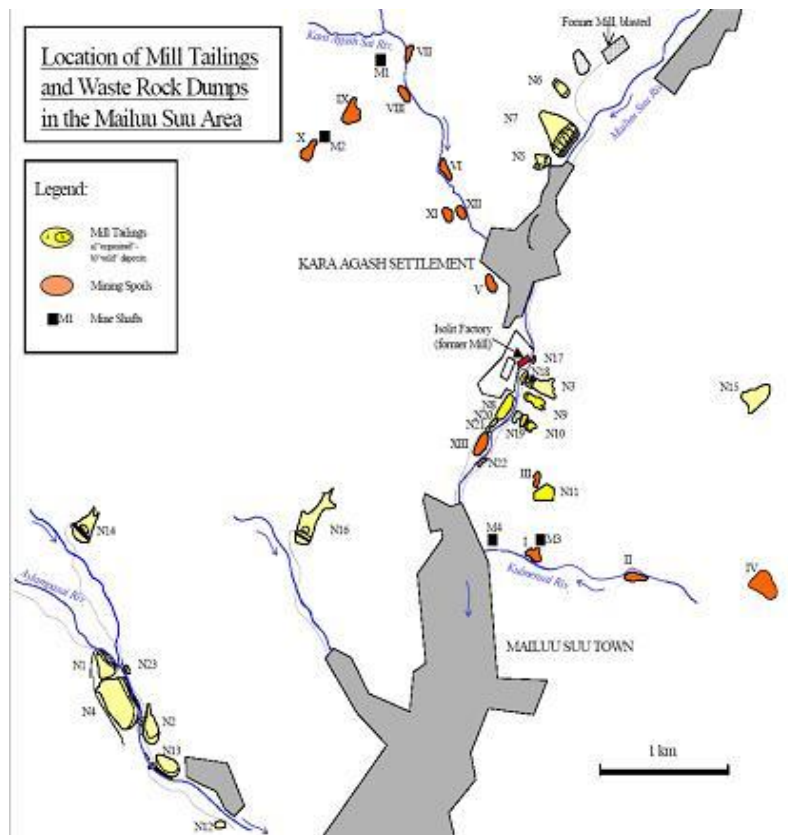 Location of Mill Tailings
and Waste Rock Dumps
in the Mailuu Suu Area
Legend:
Mill Tailings
Mining Spoils
M1
Mine Shafts
Kara Agash Sai Riv.
M1
VII
VIII
IX
X
M2
VI
XI
XII
Former Mill, blasted
N6
N7
N5
Mailuu Suu
KARA AGASH SETTLEMENT
V
Isolit Factory
(former Mill)
N17
N18
N3
N8
N20
N21
N9
N19
N10
XIII
N22
N15
III
N11
N14
N16
M4
M3
I
II
IV
MAILUU SUU TOWN
N1
N23
N4
N2
N13
N12
1 km